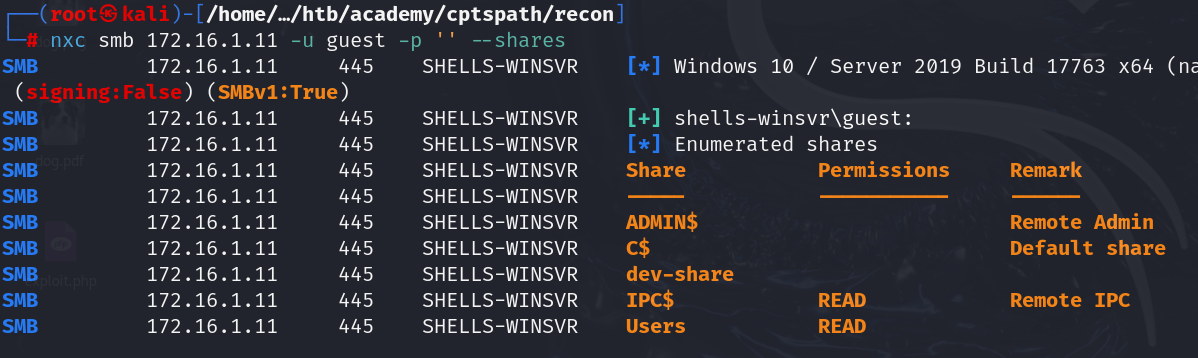 ┌──(root㉿kali)-[/home/…/htb/academy/cptspath/recon]
└─# nxc smb 172.16.1.11 -u guest -p '' --shares
SMB 172.16.1.11 445 SHELLS-WINSVR [*] Windows 10 / Server 2019 Build 17763 x64 (na
(signing:False) (SMBv1:True)
SMB 172.16.1.11 445 SHELLS-WINSVR [+] shells-winsvr\guest:
SMB 172.16.1.11 445 SHELLS-WINSVR [*] Enumerated shares
SMB 172.16.1.11 445 SHELLS-WINSVR Share Permissions Remark
SMB 172.16.1.11 445 SHELLS-WINSVR ----- ----------- ------
SMB 172.16.1.11 445 SHELLS-WINSVR ADMIN$ Remote Admin
SMB 172.16.1.11 445 SHELLS-WINSVR C$ Default share
SMB 172.16.1.11 445 SHELLS-WINSVR dev-share
SMB 172.16.1.11 445 SHELLS-WINSVR IPC$ READ Remote IPC
SMB 172.16.1.11 445 SHELLS-WINSVR Users READ
dog.pdf
exploit.php